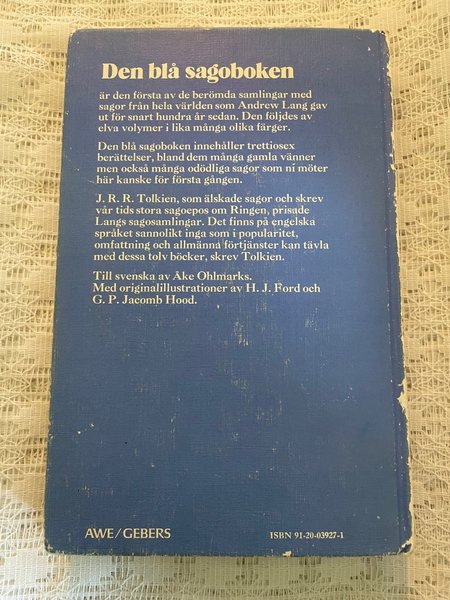 Den blå sagoboken
är den första av de berömda samlingar med
sagor från hela världen som Andrew Lang gav
ut för snart hundra år sedan. Den följdes av
elva volymer i lika många olika färger.
Den blå sagoboken innehåller trettiosex
berättelser, bland dem många gamla vänner
men också många odödliga sagor som ni möter
här kanske för första gången.
J. R. R. Tolkien, som älskade sagor och skrev
vår tids stora sagoepos om Ringen, prisade
Langs sagosamlingar. Det finns på engelska
språket sannolikt inga som i popularitet,
omfattning och allmänna förtjänster kan tävla
med dessa tolv böcker, skrev Tolkien.
Till svenska av Åke Ohlmarks.
Med originalillustrationer av H. J. Ford och
G. P. Jacomb Hood.
AWE/GEBERS
ISBN 91-20-03927-1